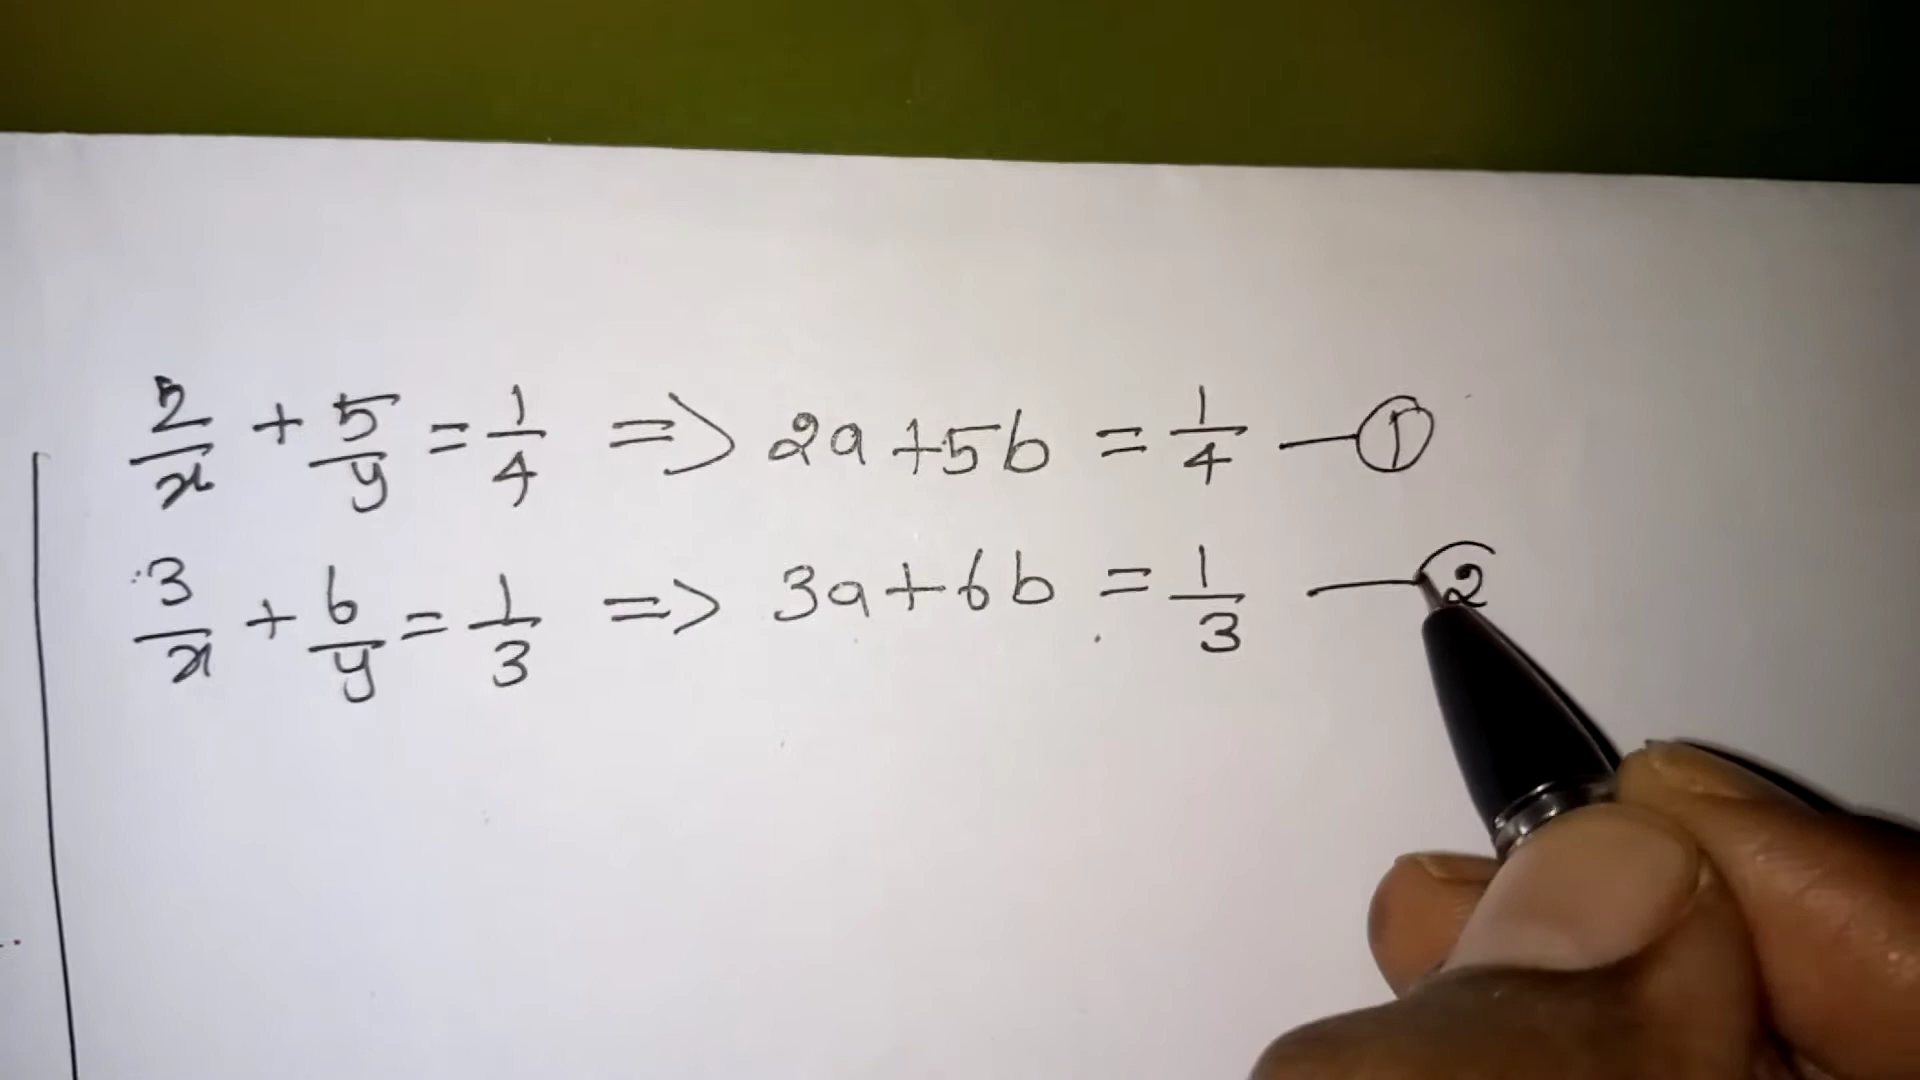 2/x + 5/y = 1/4 => 2a + 5b = 1/4 — ①
3/x + 6/y = 1/3 => 3a + 6b = 1/3 — 2